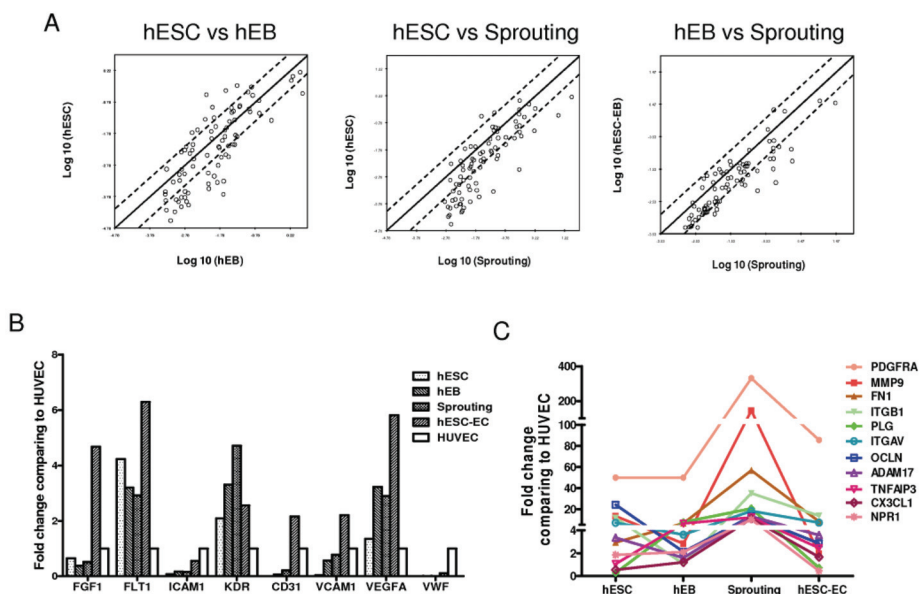 A
hESC vs hEB
hESC vs Sprouting
hEB vs Sprouting
Log 10 (hESC)
Log 10 (hEB)
Log 10 (hESC)
Log 10 (Sprouting)
Log 10 (hESC-EB)
Log 10 (Sprouting)
B
Fold change comparing to HUVEC
8
6
4
2
0
FGF1 FLT1 ICAM1 KDR CD31 VCAM1 VEGFA VWF
hESC
hEB
Sprouting
hESC-EC
HUVEC
C
Fold change
comparing to HUVEC
400
200
100
80
60
40
20
4
2
0
hESC hEB Sprouting hESC-EC
PDGFRA
MMP9
FN1
ITGB1
PLG
ITGAV
OCLN
ADAM17
TNFAIP3
CX3CL1
NPR1